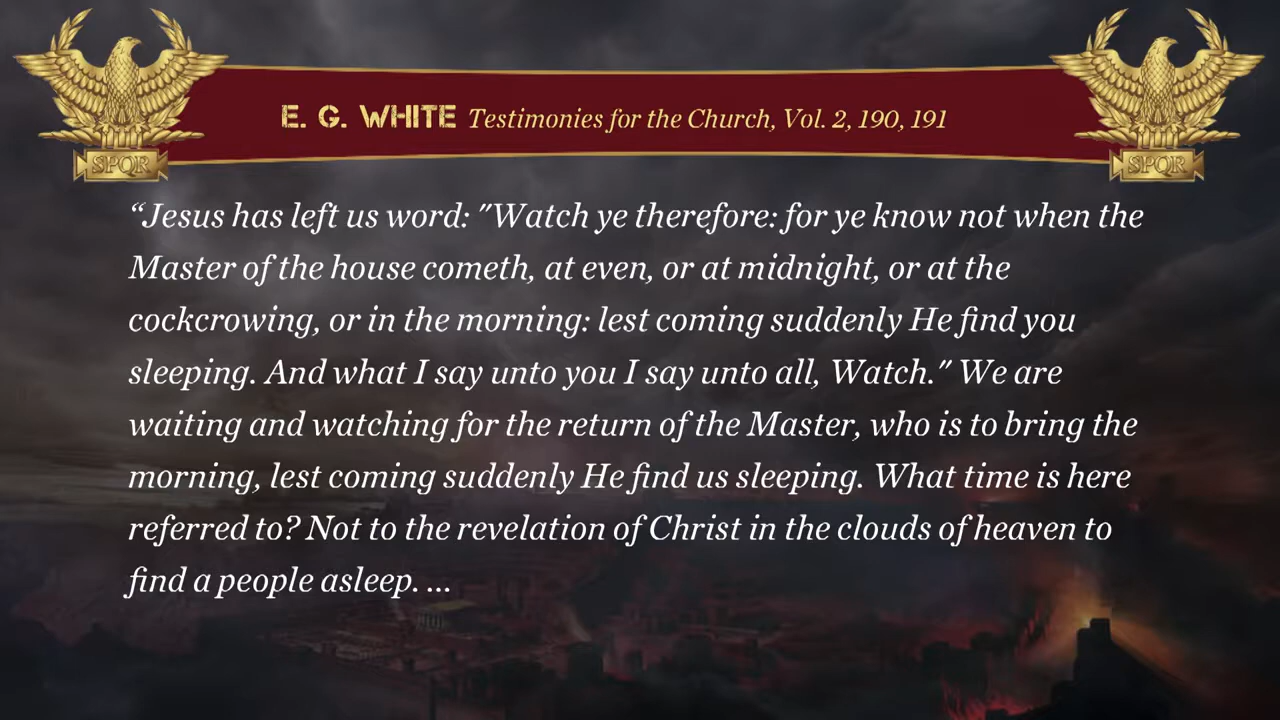 E. G. WHITE Testimonies for the Church, Vol. 2, 190, 191
SPQR
SPQR
“Jesus has left us word: "Watch ye therefore: for ye know not when the
Master of the house cometh, at even, or at midnight, or at the
cockcrowing, or in the morning: lest coming suddenly He find you
sleeping. And what I say unto you I say unto all, Watch." We are
waiting and watching for the return of the Master, who is to bring the
morning, lest coming suddenly He find us sleeping. What time is here
referred to? Not to the revelation of Christ in the clouds of heaven to
find a people asleep. ...